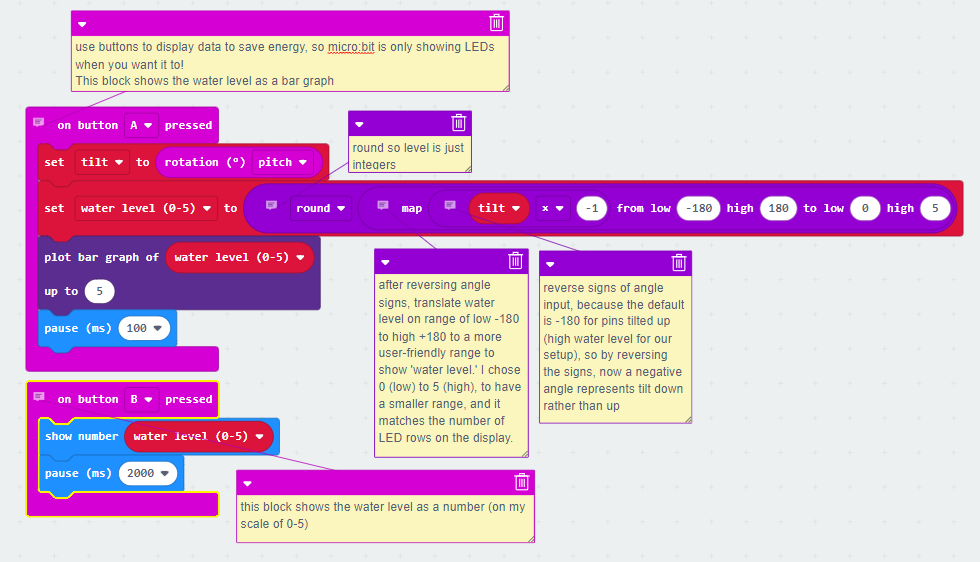 use buttons to display data to save energy, so micro:bit is only showing LEDs
when you want it to!
This block shows the water level as a bar graph
on button A pressed
round so level is just
integers
set tilt to rotation (°) pitch
set water level (0-5) to round map tilt × -1 from low -180 high 180 to low 0 high 5
plot bar graph of water level (0-5)
up to 5
pause (ms) 100
after reversing angle
signs, translate water
level on range of low -180
to high +180 to a more
user-friendly range to
show 'water level.' I chose
0 (low) to 5 (high), to have
a smaller range, and it
matches the number of
LED rows on the display.
reverse signs of angle
input, because the default
is -180 for pins tilted up
(high water level for our
setup), so by reversing
the signs, now a negative
angle represents tilt down
rather than up
on button B pressed
show number water level (0-5)
pause (ms) 2000
this block shows the water level as a number (on my
scale of 0-5)